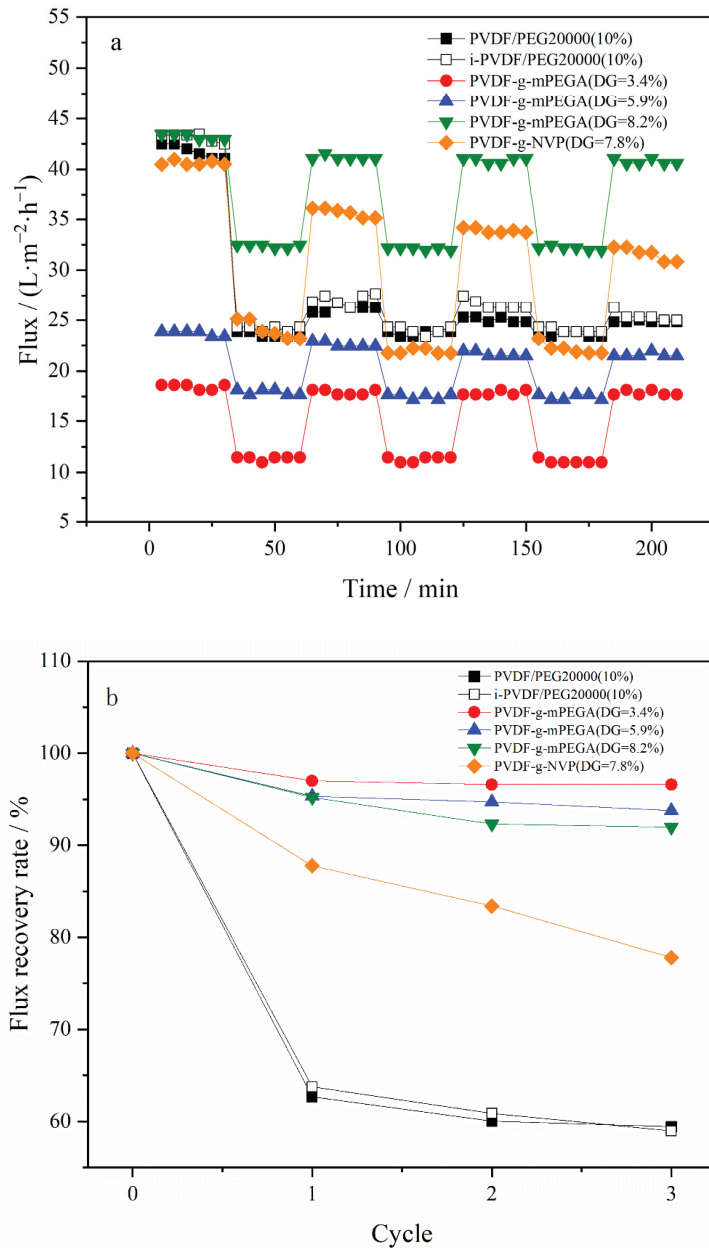 a
PVDF/PEG20000(10%)
i-PVDF/PEG20000(10%)
PVDF-g-mPEGA(DG=3.4%)
PVDF-g-mPEGA(DG=5.9%)
PVDF-g-mPEGA(DG=8.2%)
PVDF-g-NVP(DG=7.8%)
Flux / (L·m⁻²·h⁻¹)
65
60
55
50
45
40
35
30
25
20
15
10
5
0 50 100 150 200
Time / min
b
PVDF/PEG20000(10%)
i-PVDF/PEG20000(10%)
PVDF-g-mPEGA(DG=3.4%)
PVDF-g-mPEGA(DG=5.9%)
PVDF-g-mPEGA(DG=8.2%)
PVDF-g-NVP(DG=7.8%)
Flux recovery rate / %
110
100
90
80
70
60
0 1 2 3
Cycle